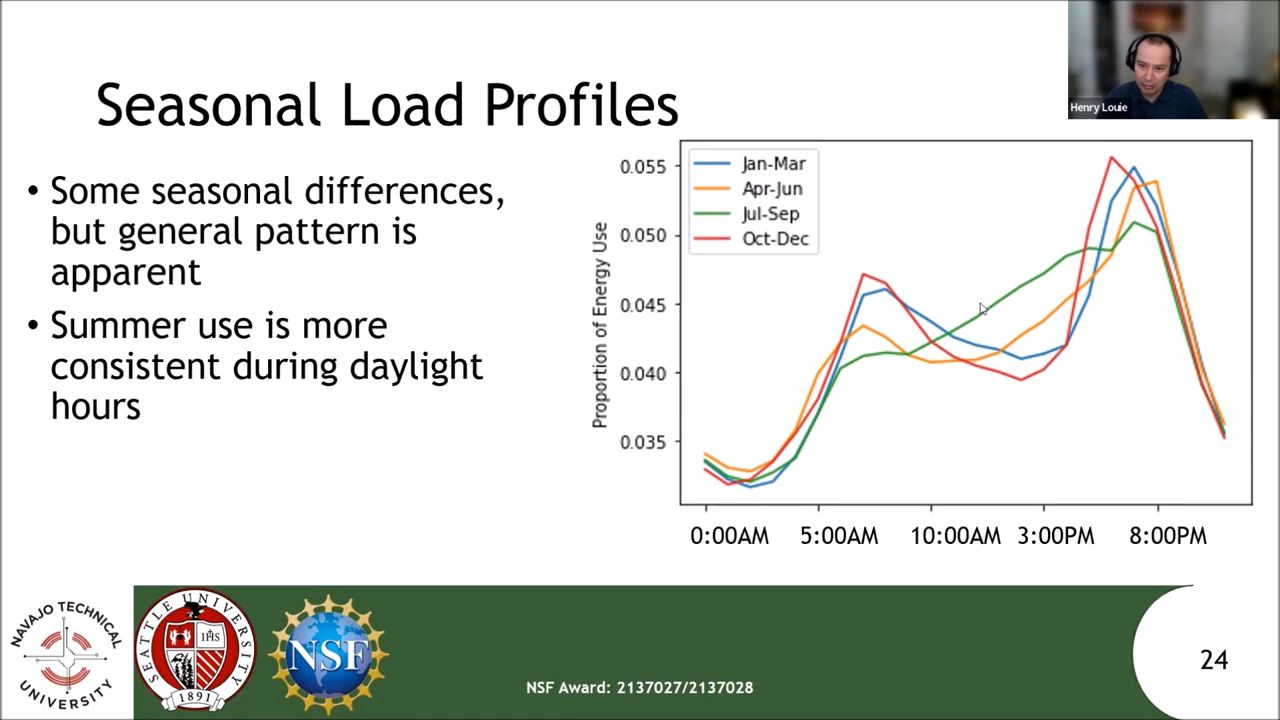 Henry Louie
Seasonal Load Profiles
• Some seasonal differences,
but general pattern is
apparent
• Summer use is more
consistent during daylight
hours
Jan-Mar
Apr-Jun
Jul-Sep
Oct-Dec
Proportion of Energy Use
0.055
0.050
0.045
0.040
0.035
0:00AM 5:00AM 10:00AM 3:00PM 8:00PM
NAVAJO TECHNICAL
UNIVERSITY
SEATTLE UNIVERSITY
IHS
1891
NSF
NSF Award: 2137027/2137028
24